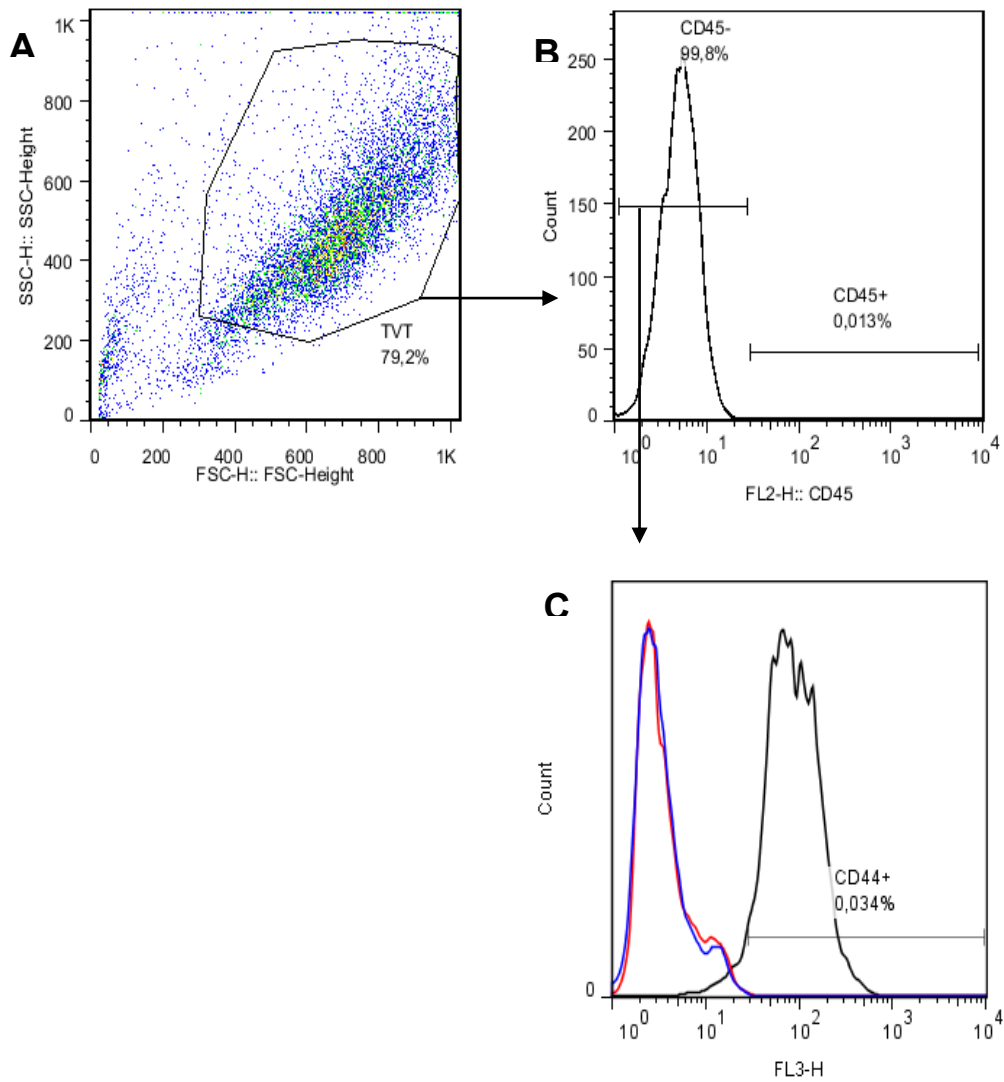 A
1K
800
600
400
200
0
SSC-H:: SSC-Height
TVT
79,2%
0 200 400 600 800 1K
FSC-H:: FSC-Height
B
CD45-
99,8%
250
200
150
100
50
0
Count
CD45+
0,013%
10^0 10^1 10^2 10^3 10^4
FL2-H:: CD45
C
Count
CD44+
0,034%
0
10^0 10^1 10^2 10^3 10^4
FL3-H